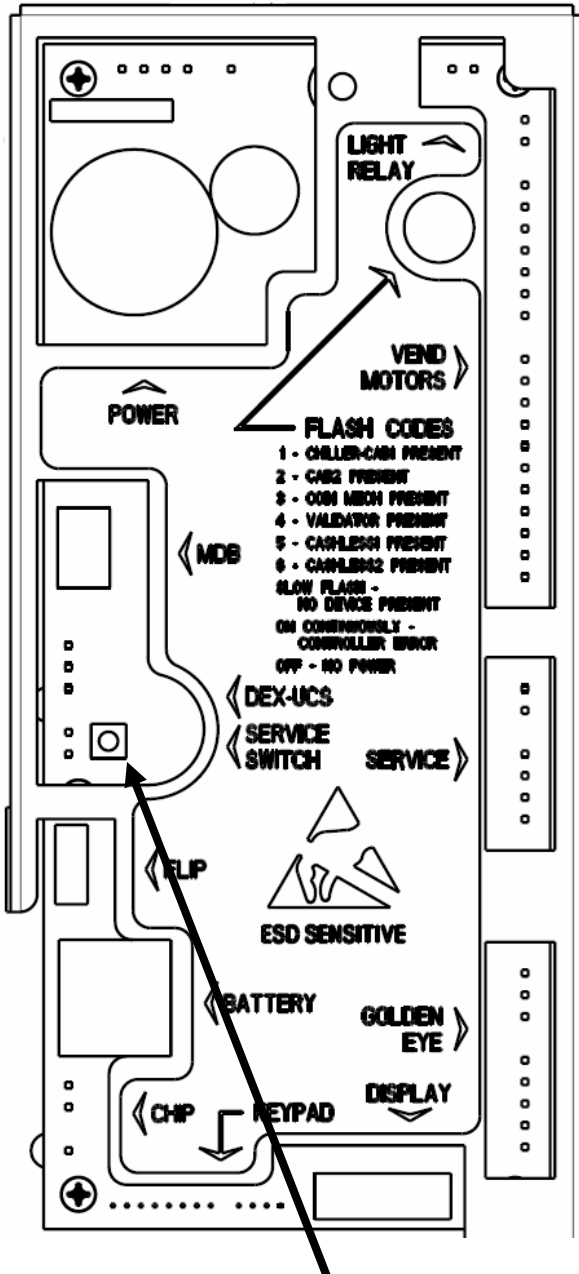 LIGHT
RELAY
VEND
MOTORS
POWER
FLASH CODES
1 - CHILLER-CAB1 PRESENT
2 - CAB2 PRESENT
3 - COIN MECH PRESENT
4 - VALIDATOR PRESENT
5 - CASHLESS1 PRESENT
6 - CASHLESS2 PRESENT
SLOW FLASH -
NO DEVICE PRESENT
ON CONTINUOUSLY -
CONTROLLER ERROR
OFF - NO POWER
MDB
DEX-UCS
SERVICE
SWITCH
SERVICE
FLIP
ESD SENSITIVE
BATTERY
GOLDEN
EYE
DISPLAY
CHIP
KEYPAD